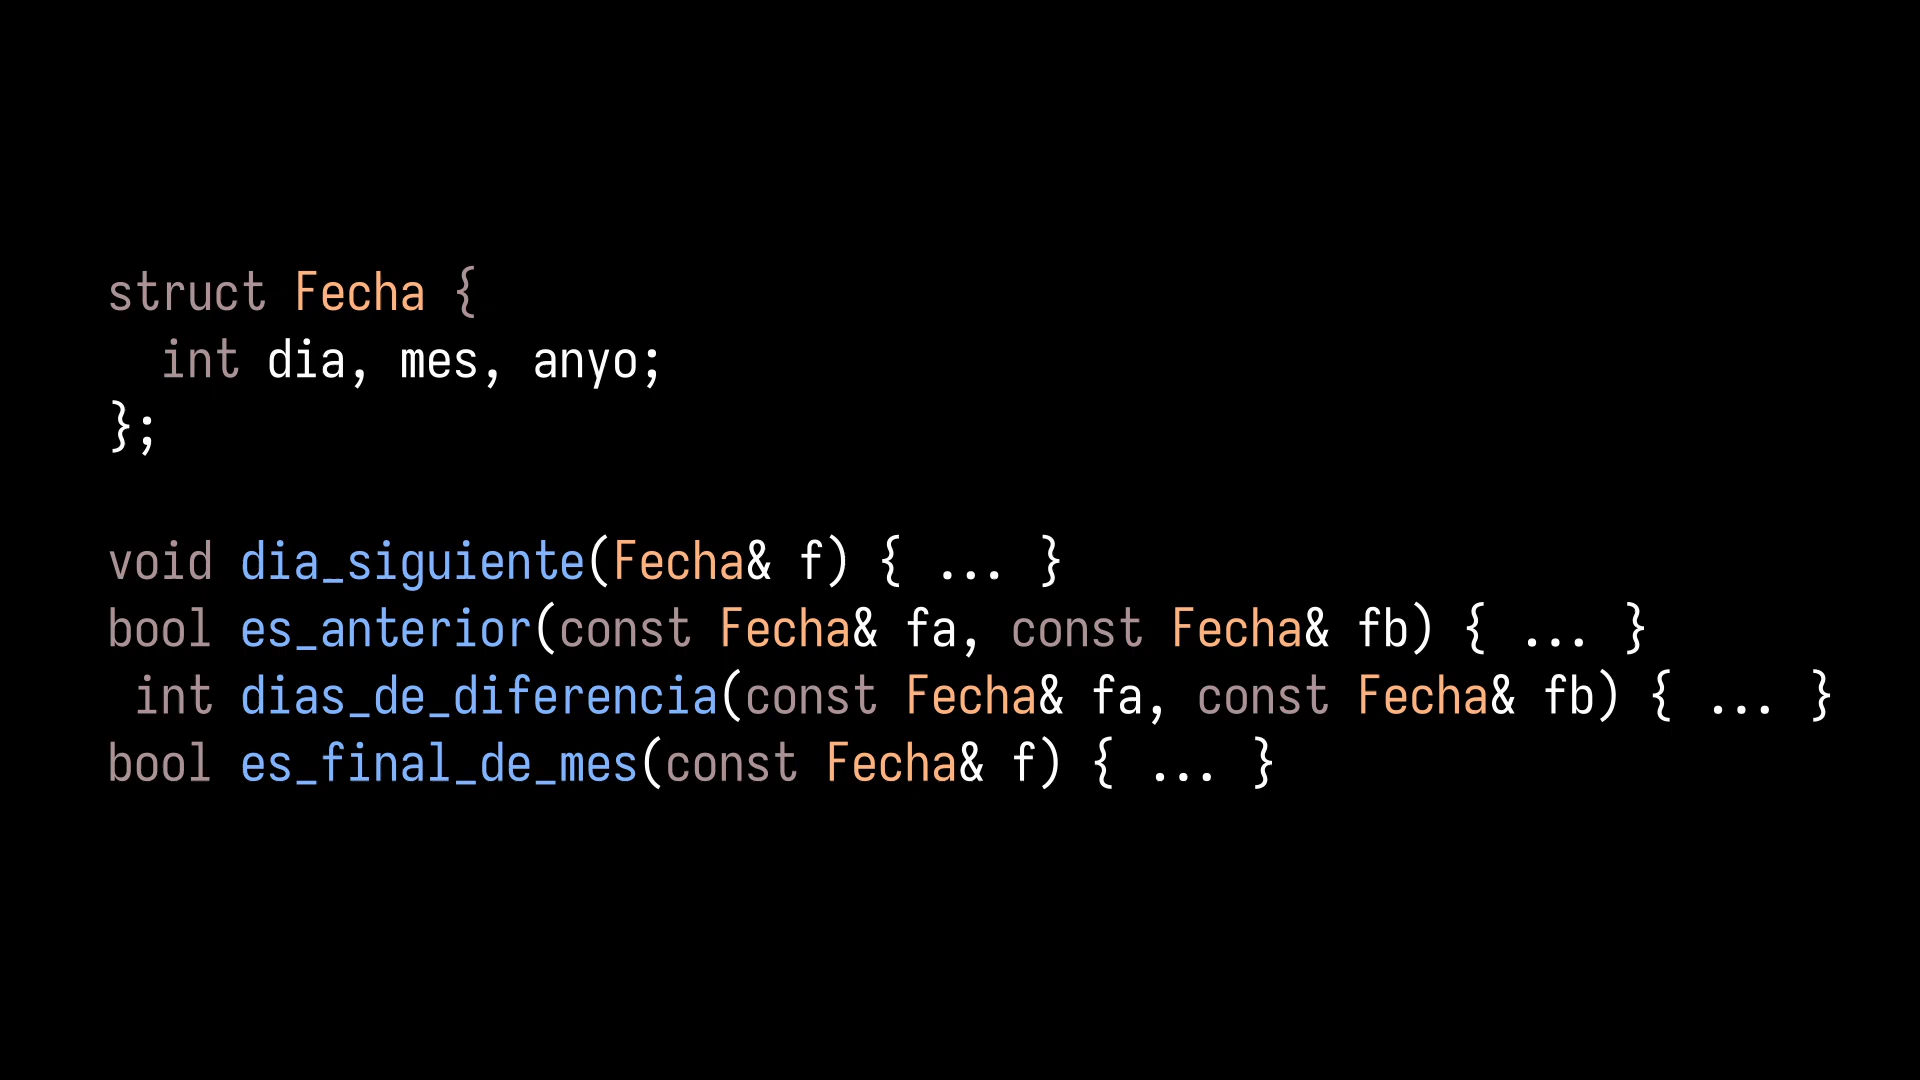 struct Fecha {
  int dia, mes, anyo;
};

void dia_siguiente(Fecha& f) { ... }
bool es_anterior(const Fecha& fa, const Fecha& fb) { ... }
 int dias_de_diferencia(const Fecha& fa, const Fecha& fb) { ... }
bool es_final_de_mes(const Fecha& f) { ... }